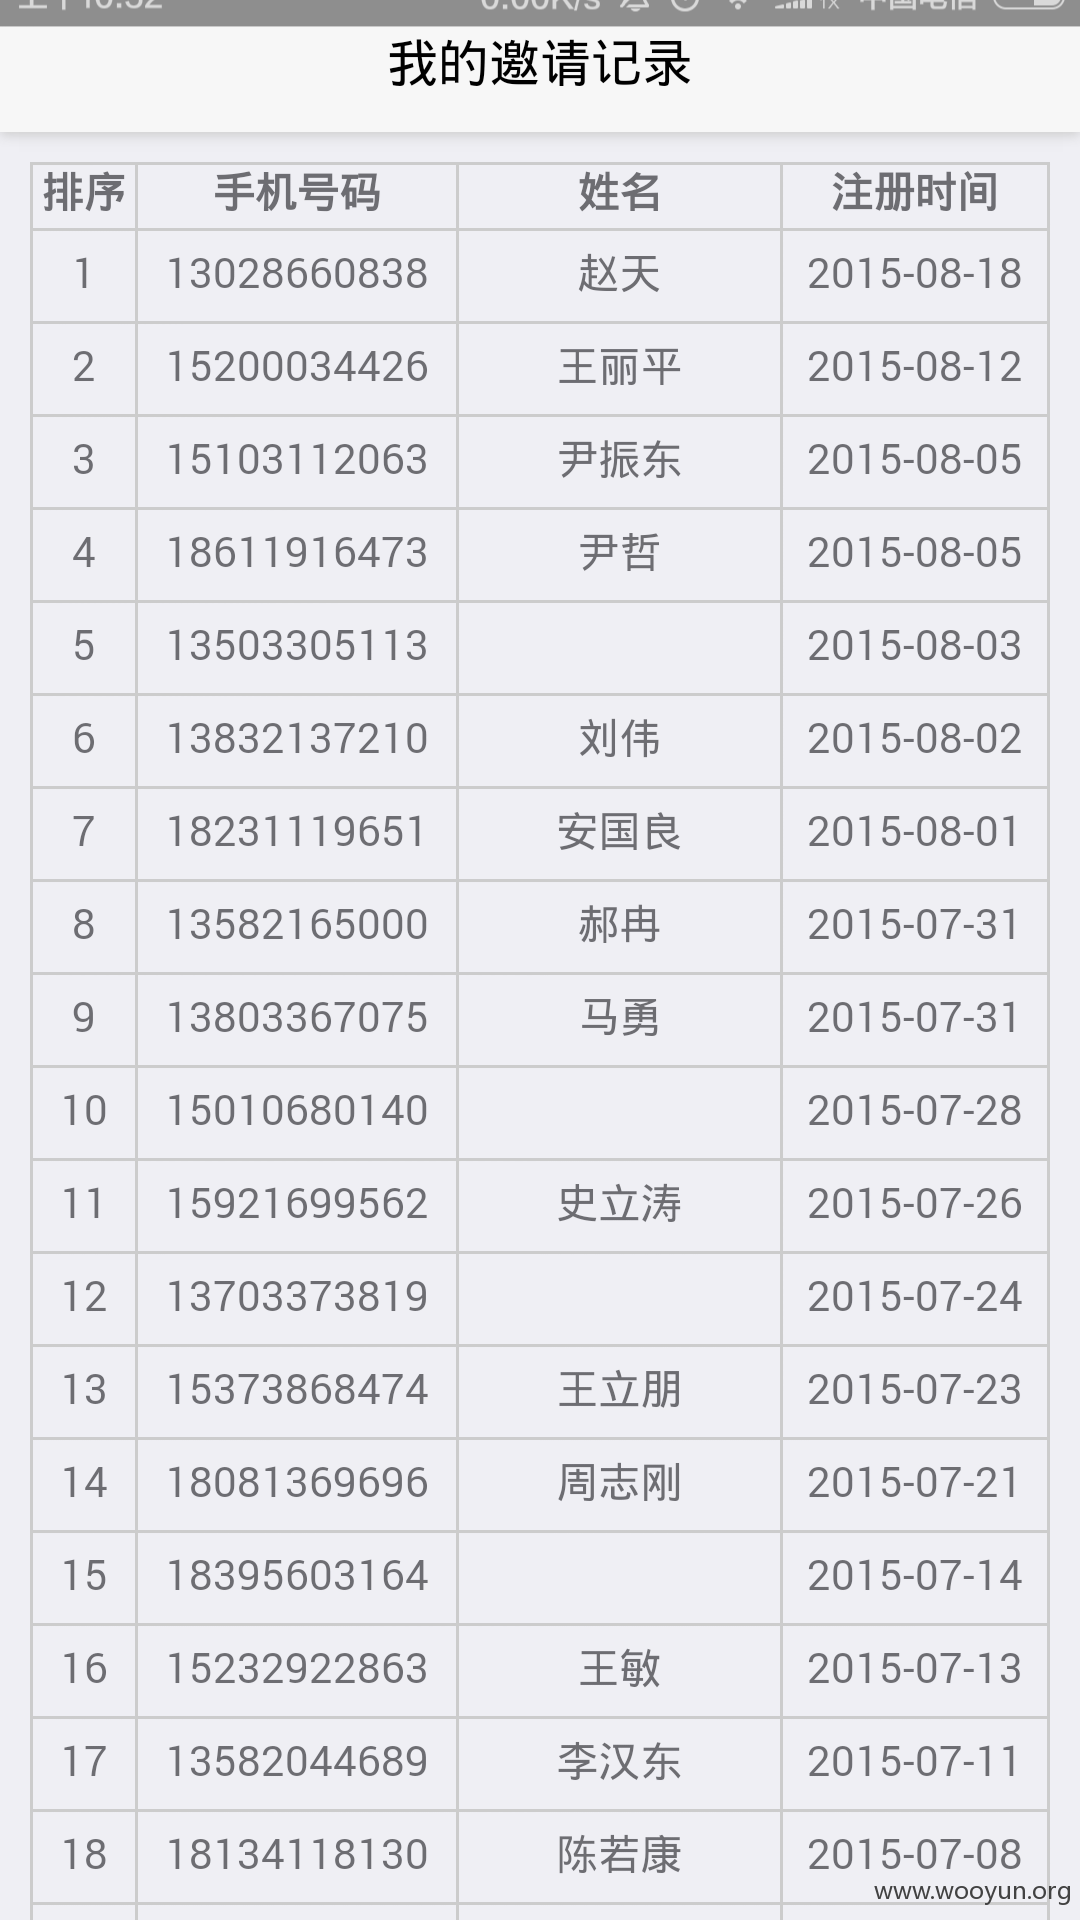 我的邀请记录
排序 手机号码 姓名 注册时间
1 13028660838 赵天 2015-08-18
2 15200034426 王丽平 2015-08-12
3 15103112063 尹振东 2015-08-05
4 18611916473 尹哲 2015-08-05
5 13503305113 2015-08-03
6 13832137210 刘伟 2015-08-02
7 18231119651 安国良 2015-08-01
8 13582165000 郝冉 2015-07-31
9 13803367075 马勇 2015-07-31
10 15010680140 2015-07-28
11 15921699562 史立涛 2015-07-26
12 13703373819 2015-07-24
13 15373868474 王立朋 2015-07-23
14 18081369696 周志刚 2015-07-21
15 18395603164 2015-07-14
16 15232922863 王敏 2015-07-13
17 13582044689 李汉东 2015-07-11
18 18134118130 陈若康 2015-07-08
www.wooyun.org